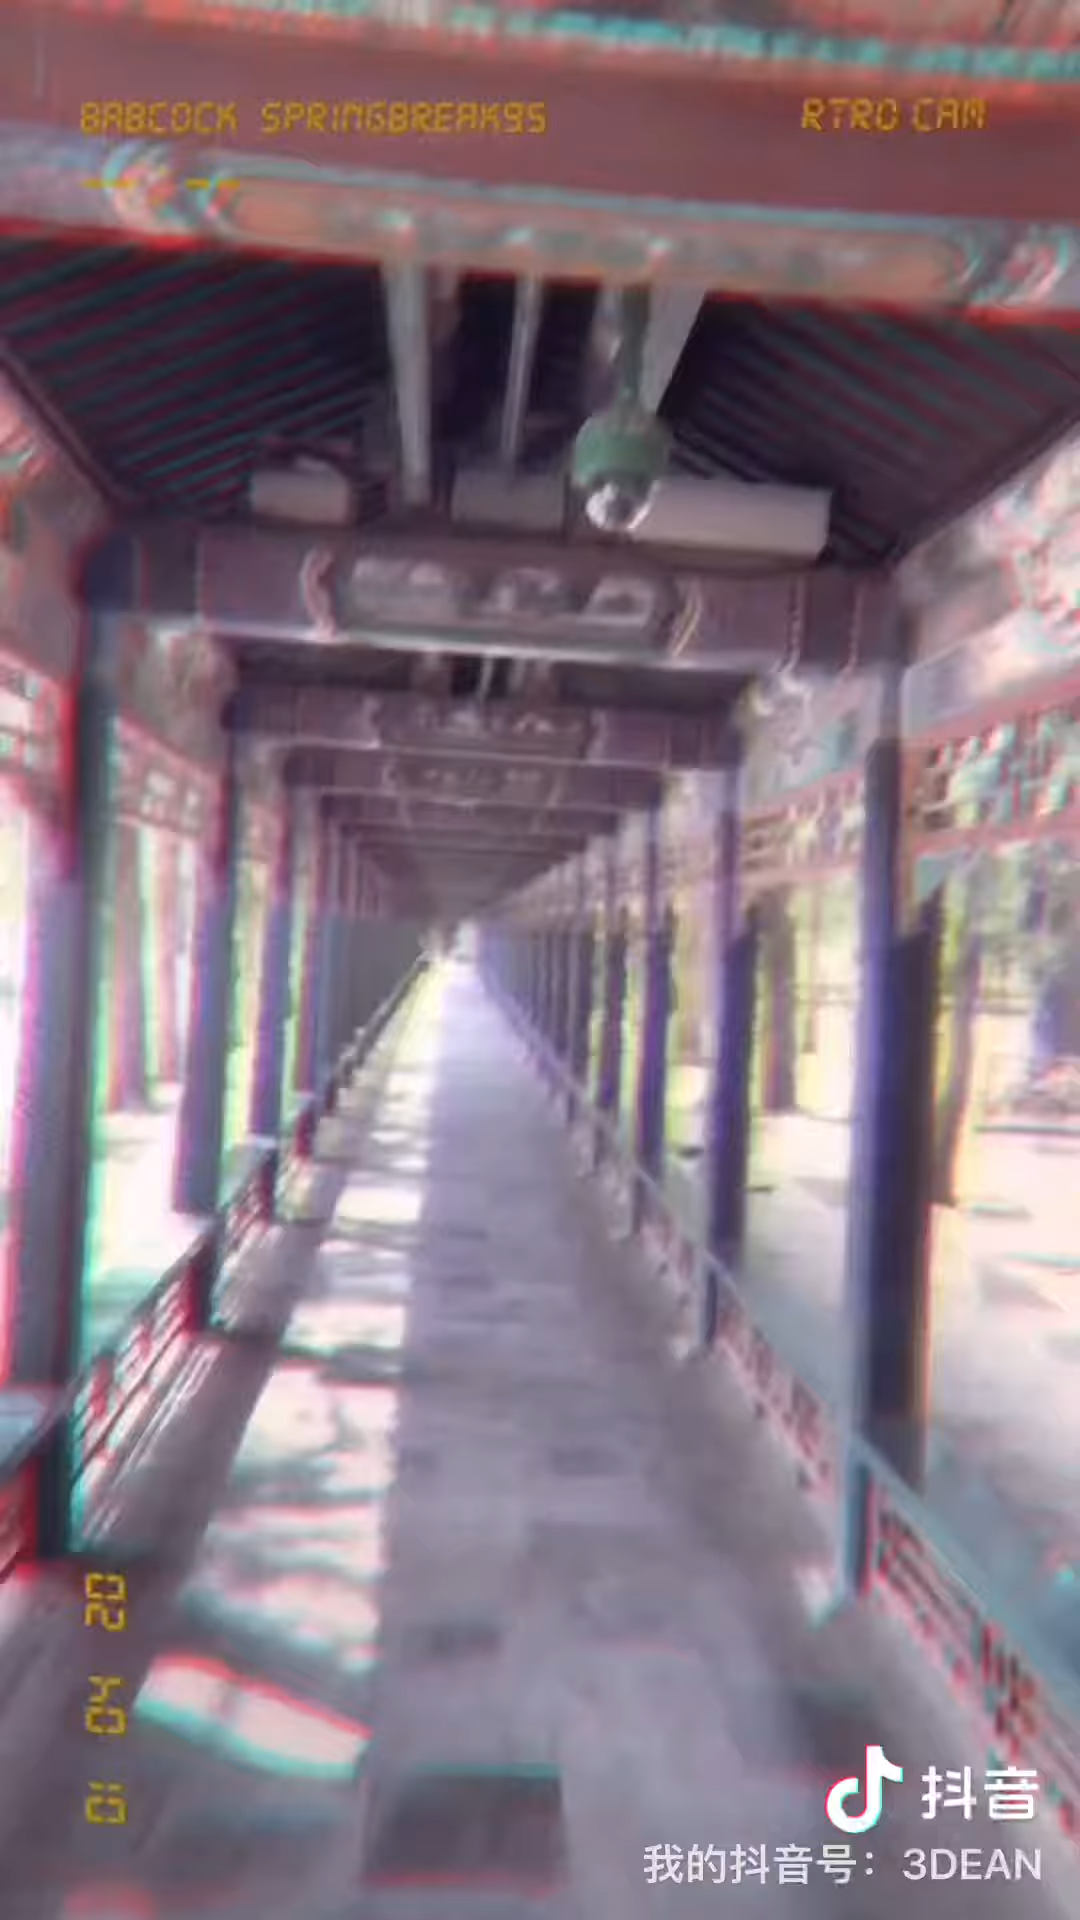 BABCOCK SPRINGBREAK95
RTRO CAM
抖音
我的抖音号：3DEAN